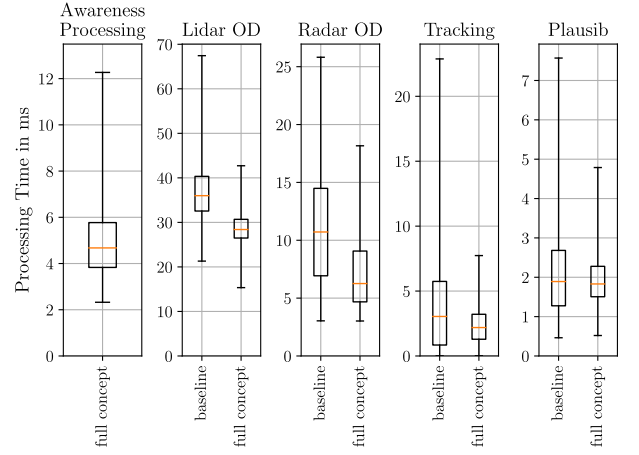 Awareness
Processing
Lidar OD
Radar OD
Tracking
Plausib
Processing Time in ms
0
2
4
6
8
10
12
full concept
0
10
20
30
40
50
60
70
baseline
full concept
0
5
10
15
20
25
baseline
full concept
0
5
10
15
20
baseline
full concept
0
1
2
3
4
5
6
7
baseline
full concept